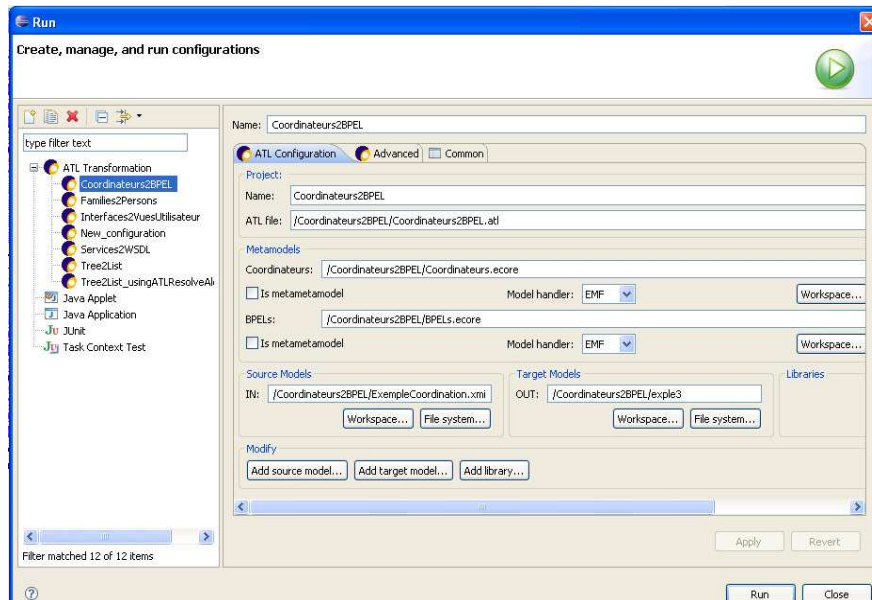 Run
Create, manage, and run configurations
type filter text
ATL Transformation
Coordinateurs2BPEL
Families2Persons
Interfaces2VuesUtilisateur
New_configuration
Services2WSDL
Tree2List
Tree2List_usingATLResolveAl
Java Applet
Java Application
Ju JUnit
Task Context Test
Filter matched 12 of 12 items
Name: Coordinateurs2BPEL
ATL Configuration Advanced Common
Project:
Name: Coordinateurs2BPEL
ATL file: /Coordinateurs2BPEL/Coordinateurs2BPEL.atl
Metamodels
Coordinateurs: /Coordinateurs2BPEL/Coordinateurs.ecore
Is metametamodel Model handler: EMF Workspace...
BPELs: /Coordinateurs2BPEL/BPELs.ecore
Is metametamodel Model handler: EMF Workspace...
Source Models Target Models Libraries
IN: /Coordinateurs2BPEL/ExempleCoordination.xmi OUT: /Coordinateurs2BPEL/exple3
Workspace... File system... Workspace... File system...
Modify
Add source model... Add target model... Add library...
Apply Revert
Run Close